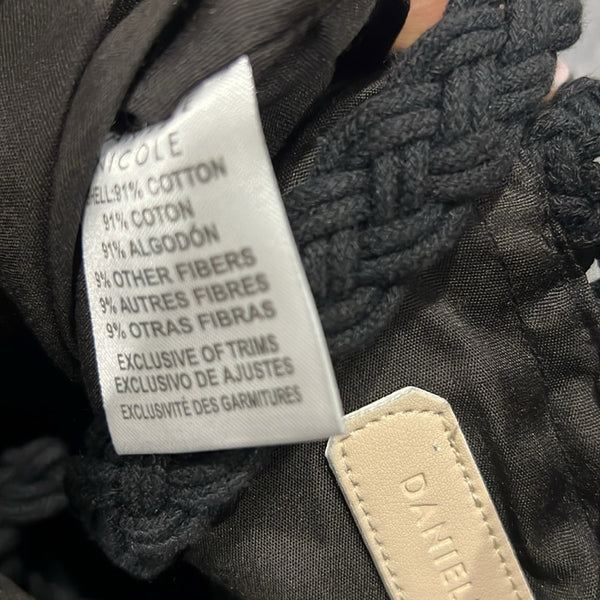 NICOLE
SHELL:91% COTTON
91% COTON
91% ALGODÓN
9% OTHER FIBERS
9% AUTRES FIBRES
9% OTRAS FIBRAS
EXCLUSIVE OF TRIMS
EXCLUSIVO DE AJUSTES
EXCLUSIVITÉ DES GARMITURES
DANIEL